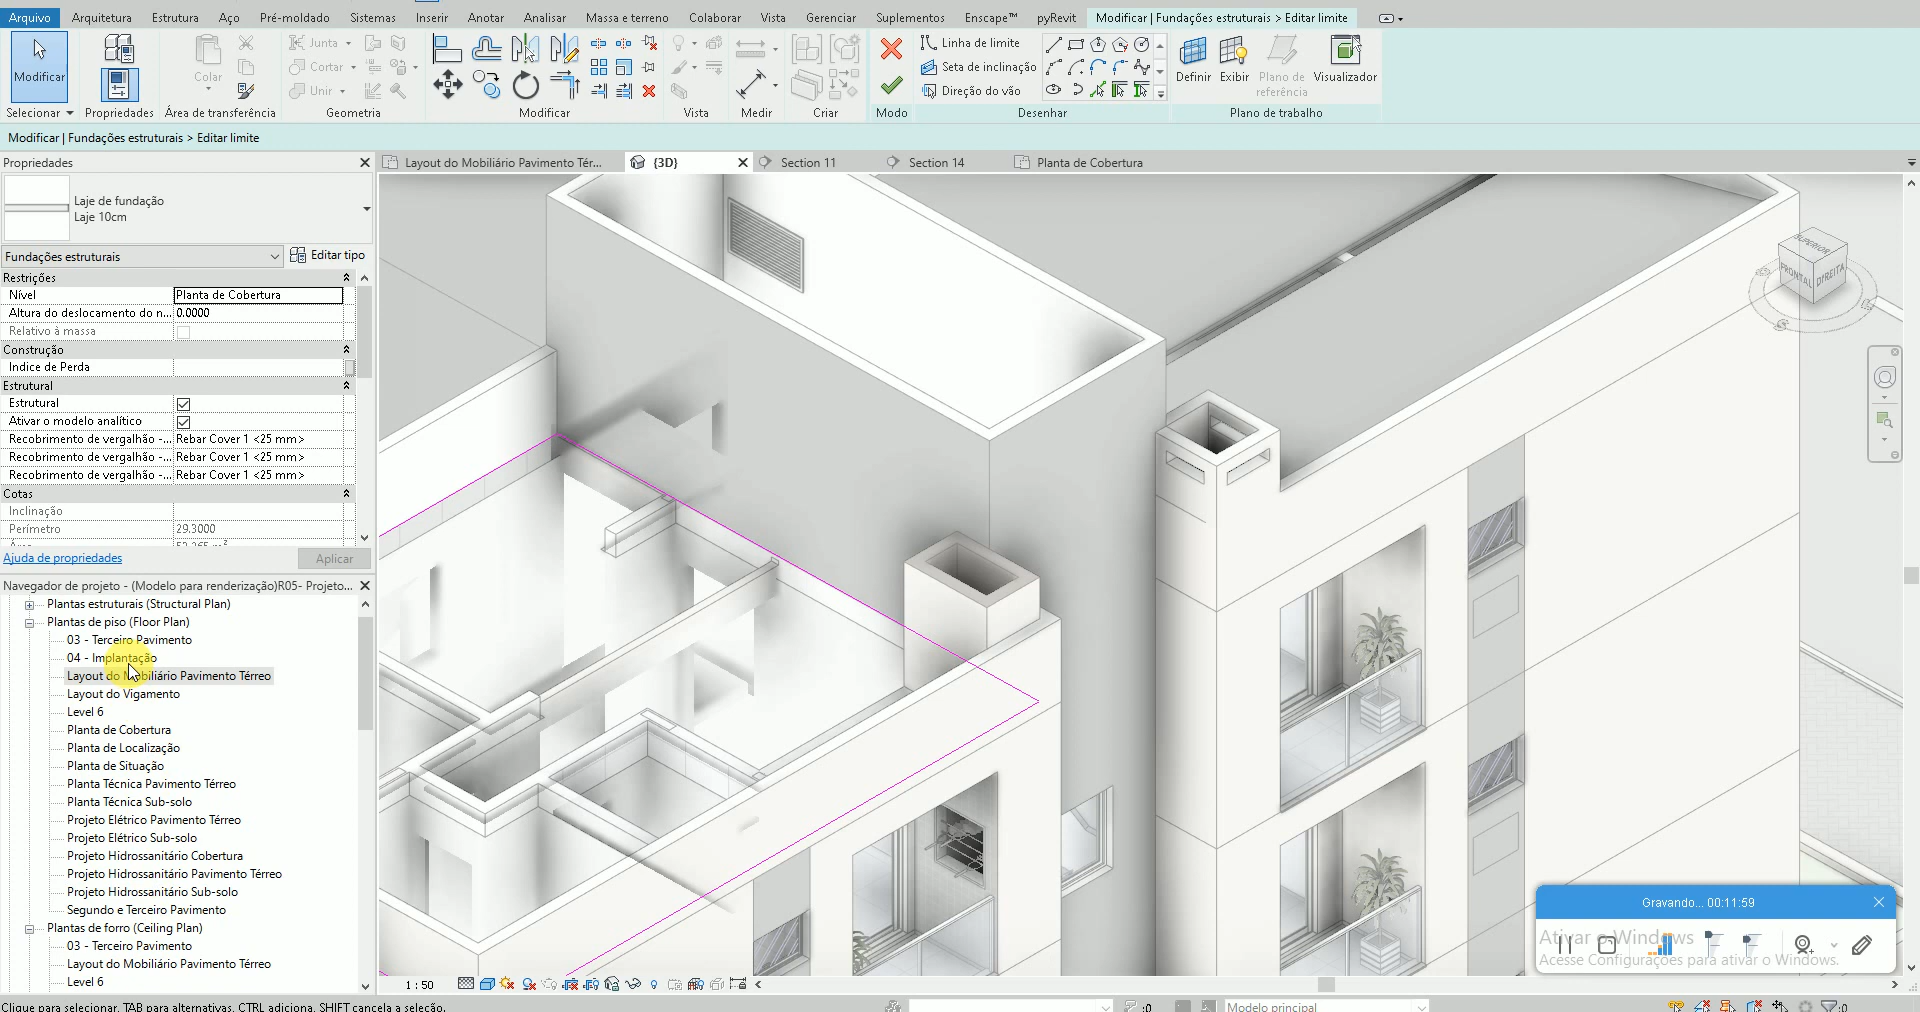 Arquivo Arquitetura Estrutura Aço Pré-moldado Sistemas Inserir Anotar Analisar Massa e terreno Colaborar Vista Gerenciar Suplementos Enscape™ pyRevit Modificar | Fundações estruturais > Editar limite
Modificar Colar Junta Cortar Unir Linha de limite Seta de inclinação Direção do vão Definir Exibir Plano de referência Visualizador
Selecionar Propriedades Área de transferência Geometria Modificar Vista Medir Criar Modo Desenhar Plano de trabalho
Modificar | Fundações estruturais > Editar limite
Propriedades
Layout do Mobiliário Pavimento Tér... {3D} Section 11 Section 14 Planta de Cobertura
Laje de fundação
Laje 10cm
Fundações estruturais Editar tipo
Restrições
Nível Planta de Cobertura
Altura do deslocamento do n... 0.0000
Relativo à massa
Construção
Indice de Perda
Estrutural
Estrutural
Ativar o modelo analítico
Recobrimento de vergalhão -... Rebar Cover 1 <25 mm>
Recobrimento de vergalhão -... Rebar Cover 1 <25 mm>
Recobrimento de vergalhão -... Rebar Cover 1 <25 mm>
Cotas
Inclinação
Perímetro 29.3000
Ajuda de propriedades Aplicar
Navegador de projeto - (Modelo para renderização)R05- Projeto...
Plantas estruturais (Structural Plan)
Plantas de piso (Floor Plan)
03 - Terceiro Pavimento
04 - Implantação
Layout do Mobiliário Pavimento Térreo
Layout do Vigamento
Level 6
Planta de Cobertura
Planta de Localização
Planta de Situação
Planta Técnica Pavimento Térreo
Planta Técnica Sub-solo
Projeto Elétrico Pavimento Térreo
Projeto Elétrico Sub-solo
Projeto Hidrossanitário Cobertura
Projeto Hidrossanitário Pavimento Térreo
Projeto Hidrossanitário Sub-solo
Segundo e Terceiro Pavimento
Plantas de forro (Ceiling Plan)
03 - Terceiro Pavimento
Layout do Mobiliário Pavimento Térreo
Level 6
SUPERIOR
FRONTAL DIREITA
Gravando... 00:11:59
Ativar o Windows
Acesse Configurações para ativar o Windows.
1 : 50
Clique para selecionar, TAB para alternativas, CTRL adiciona, SHIFT cancela a seleção. :0 Modelo principal :0